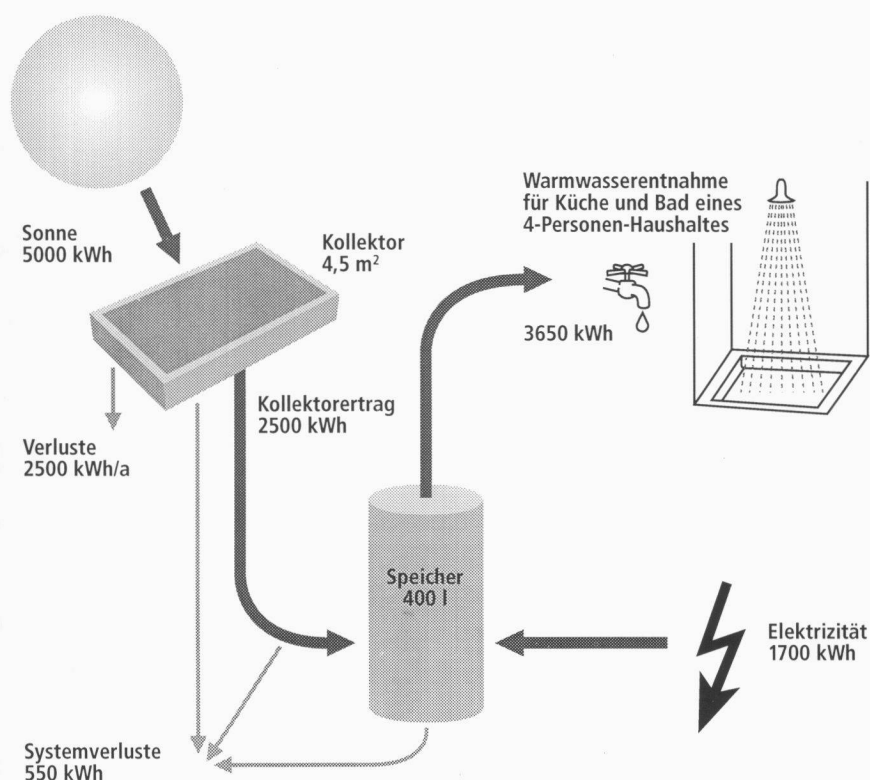 Warmwasserentnahme
für Küche und Bad eines
4-Personen-Haushaltes
Sonne
5000 kWh
Kollektor
4,5 m²
3650 kWh
Kollektorertrag
2500 kWh
Verluste
2500 kWh/a
Speicher
400 l
Elektrizität
1700 kWh
Systemverluste
550 kWh